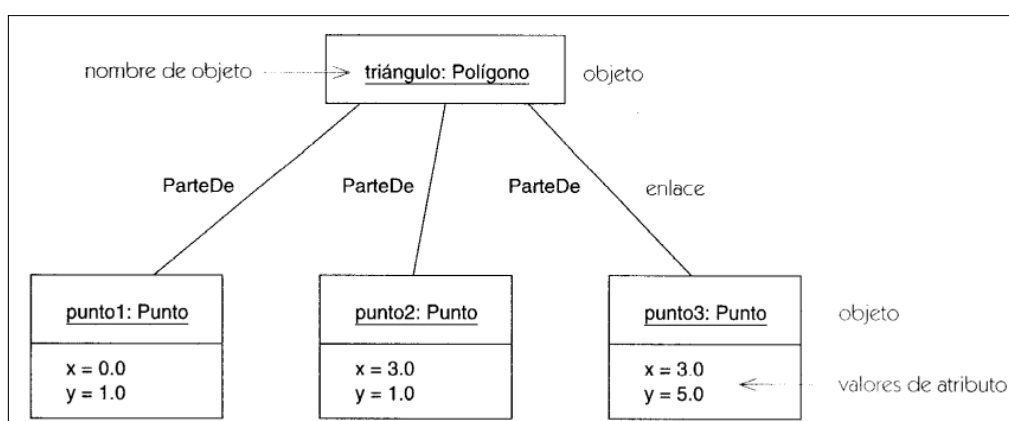 nombre de objeto
triángulo: Polígono
objeto
ParteDe
ParteDe
ParteDe
enlace
punto1: Punto
punto2: Punto
punto3: Punto
objeto
x = 0.0
y = 1.0
x = 3.0
y = 1.0
x = 3.0
y = 5.0
valores de atributo